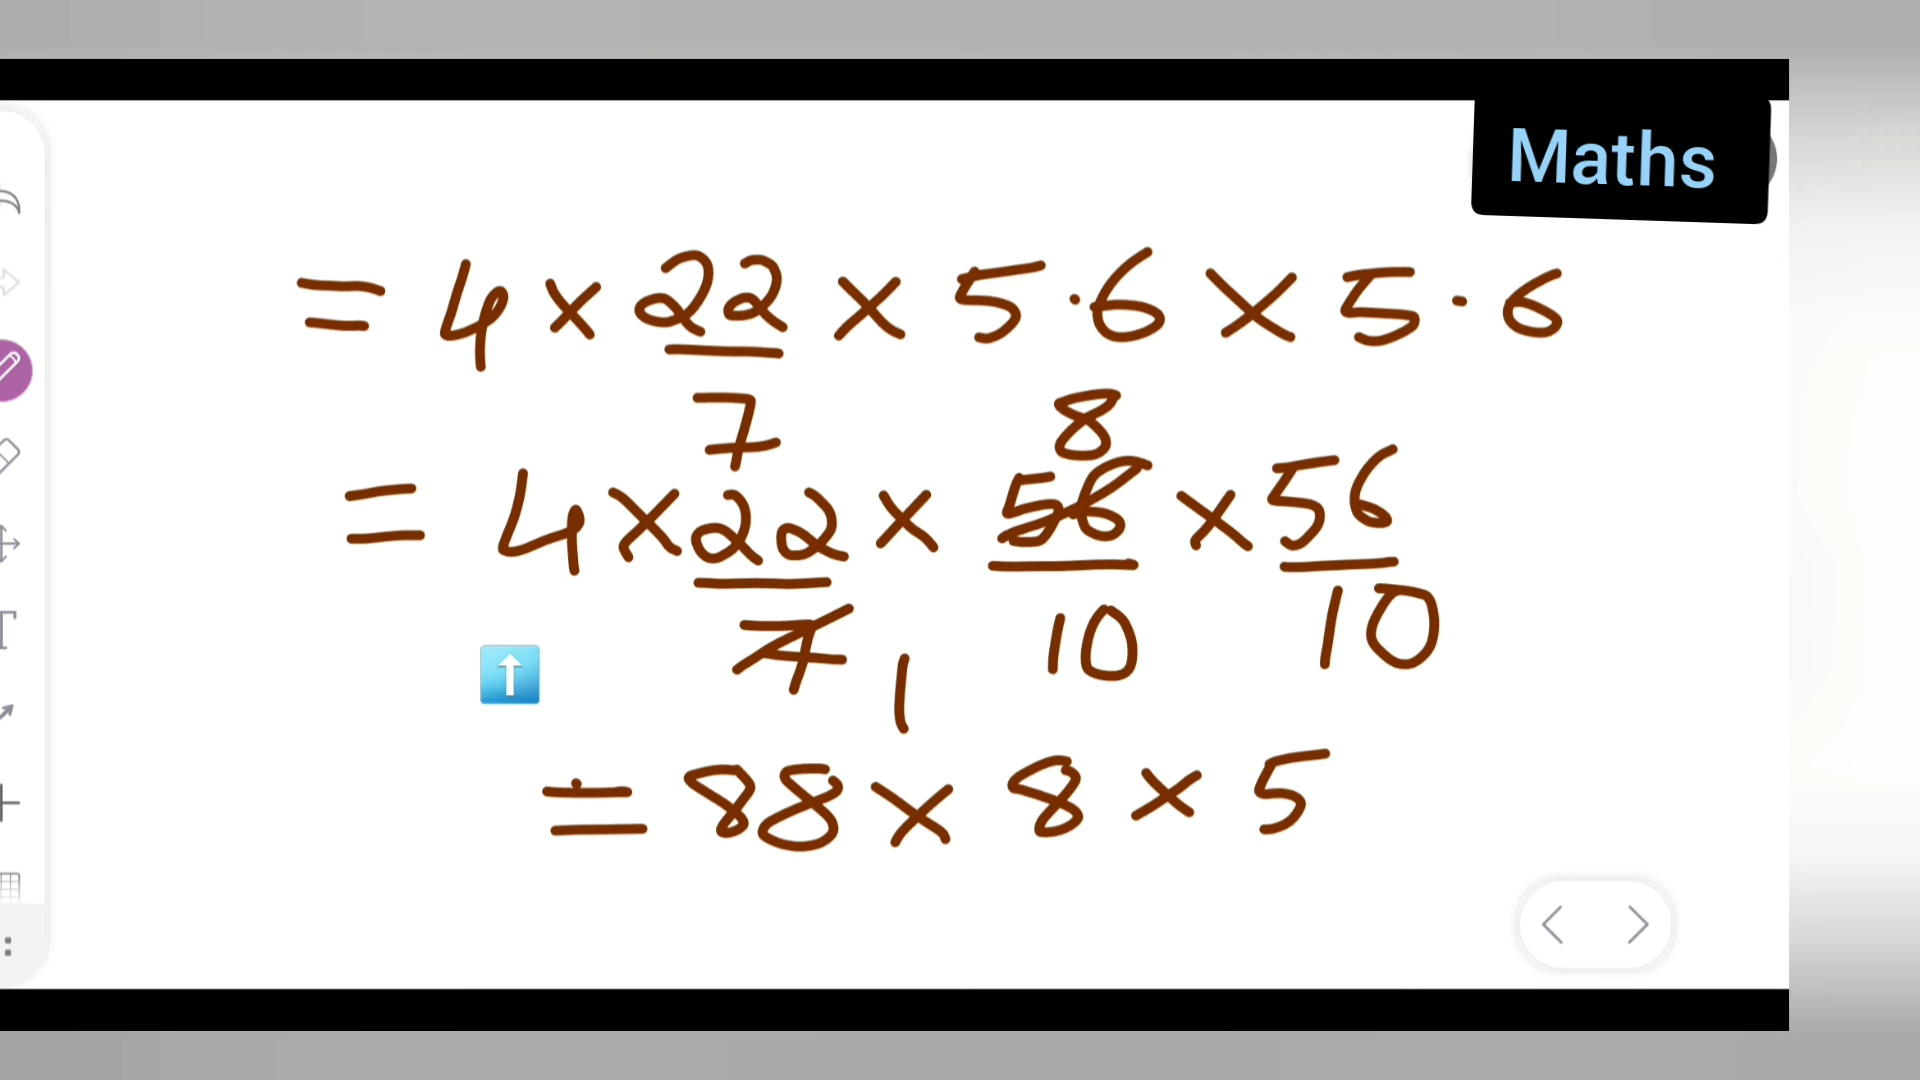 Maths
= 4 × 22 × 5.6 × 5.6
7 8
= 4 × 22 × 56 × 56
7 10 10
1
= 88 × 8 × 5